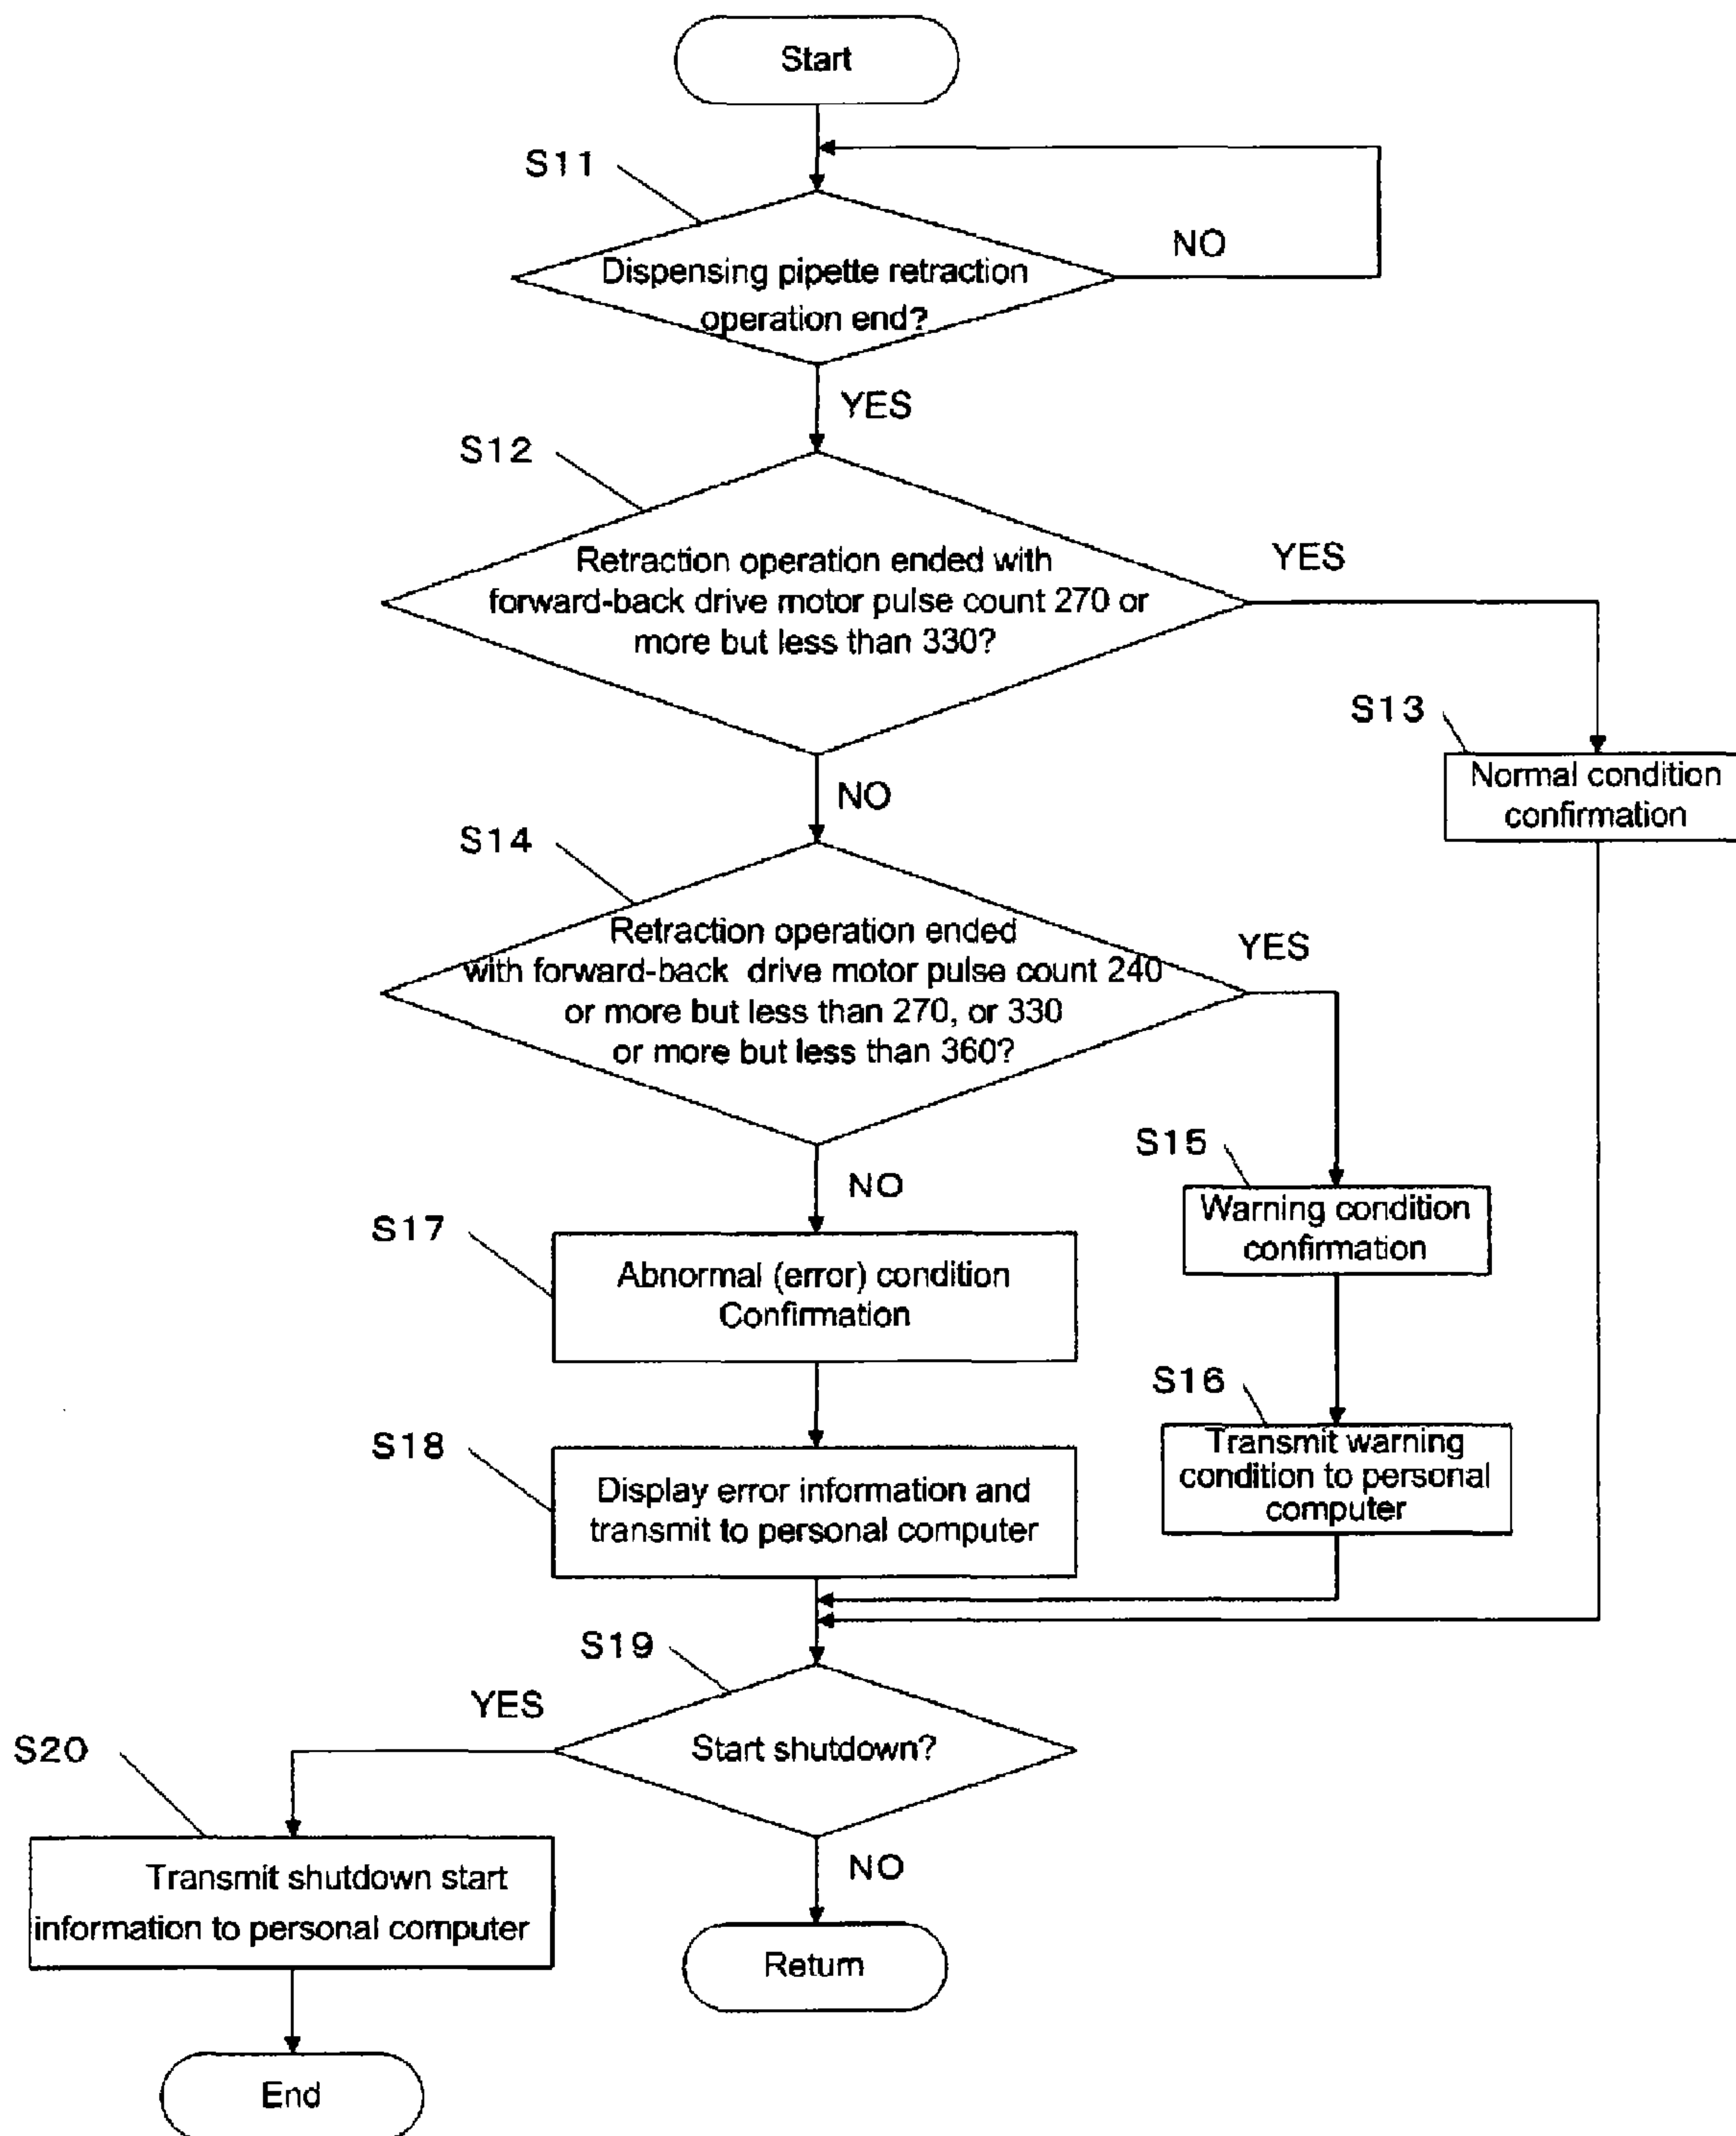 Start
S11
NO
Dispensing pipette retraction
operation end?
YES
S12
Retraction operation ended with
forward-back drive motor pulse count 270 or
more but less than 330?
YES
S13
Normal condition
confirmation
NO
S14
Retraction operation ended
with forward-back drive motor pulse count 240
or more but less than 270, or 330
or more but less than 360?
YES
S15
Warning condition
confirmation
NO
S17
Abnormal (error) condition
Confirmation
S16
Transmit warning
condition to personal
computer
S18
Display error information and
transmit to personal computer
S19
YES
Start shutdown?
S20
Transmit shutdown start
information to personal computer
NO
Return
End